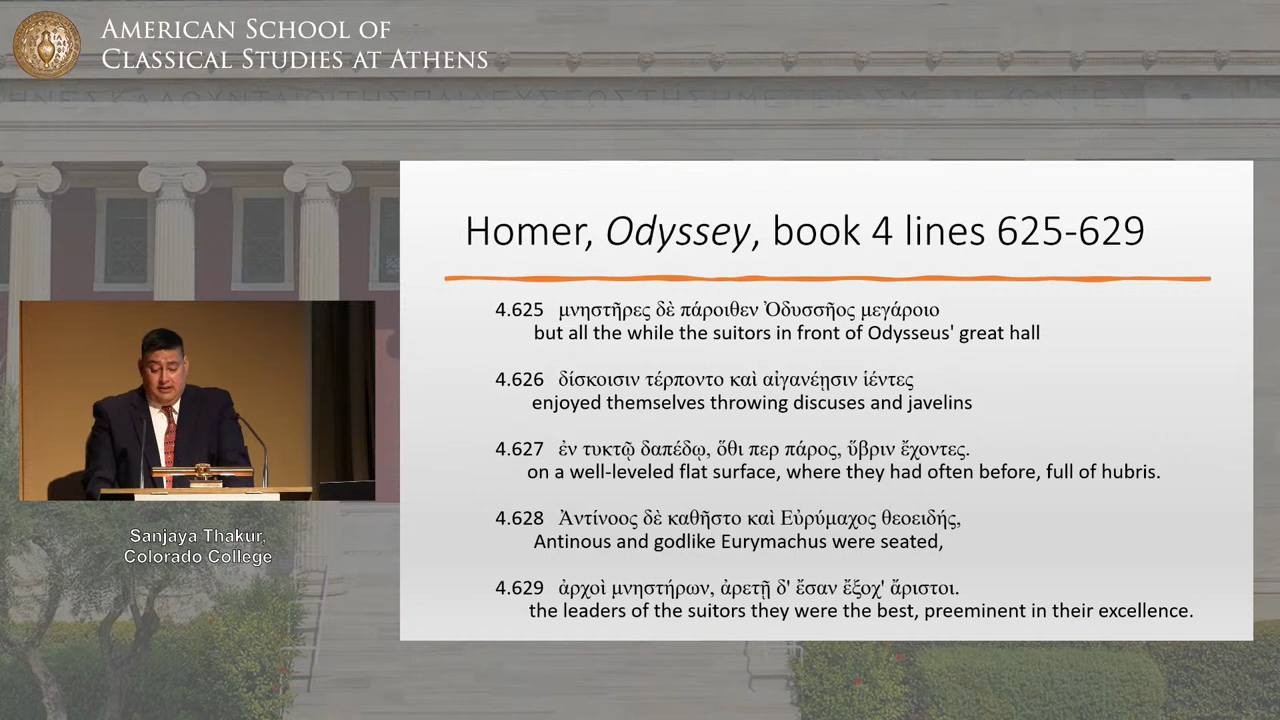 AMERICAN SCHOOL OF
CLASSICAL STUDIES AT ATHENS
Homer, Odyssey, book 4 lines 625-629
4.625 μνηστῆρες δὲ πάροιθεν Ὀδυσσῆος μεγάροιο
but all the while the suitors in front of Odysseus' great hall
4.626 δίσκοισιν τέρποντο καὶ αἰγανέῃσιν ἱέντες
enjoyed themselves throwing discuses and javelins
4.627 ἐν τυκτῷ δαπέδῳ, ὅθι περ πάρος, ὕβριν ἔχοντες.
on a well-leveled flat surface, where they had often before, full of hubris.
4.628 Ἀντίνοος δὲ καθῆστο καὶ Εὐρύμαχος θεοειδής,
Antinous and godlike Eurymachus were seated,
4.629 ἀρχοὶ μνηστήρων, ἀρετῇ δ' ἔσαν ἔξοχ' ἄριστοι.
the leaders of the suitors they were the best, preeminent in their excellence.
Sanjaya Thakur,
Colorado College